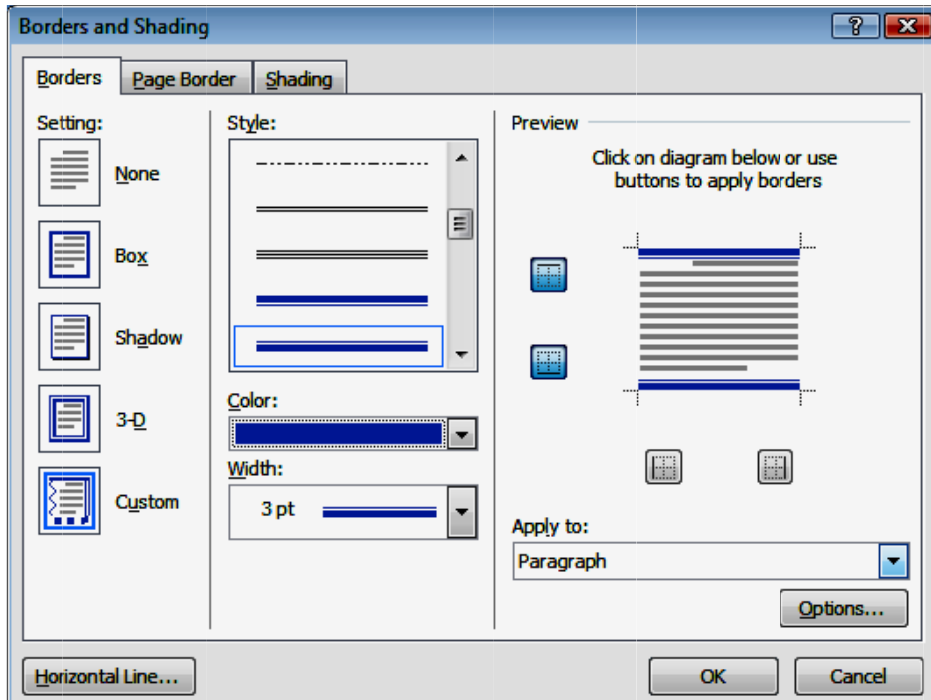 Borders and Shading
Borders
Page Border
Shading
Setting:
None
Box
Shadow
3-D
Custom
Style:
Color:
Width:
3 pt
Preview
Click on diagram below or use
buttons to apply borders
Apply to:
Paragraph
Options...
Horizontal Line...
OK
Cancel